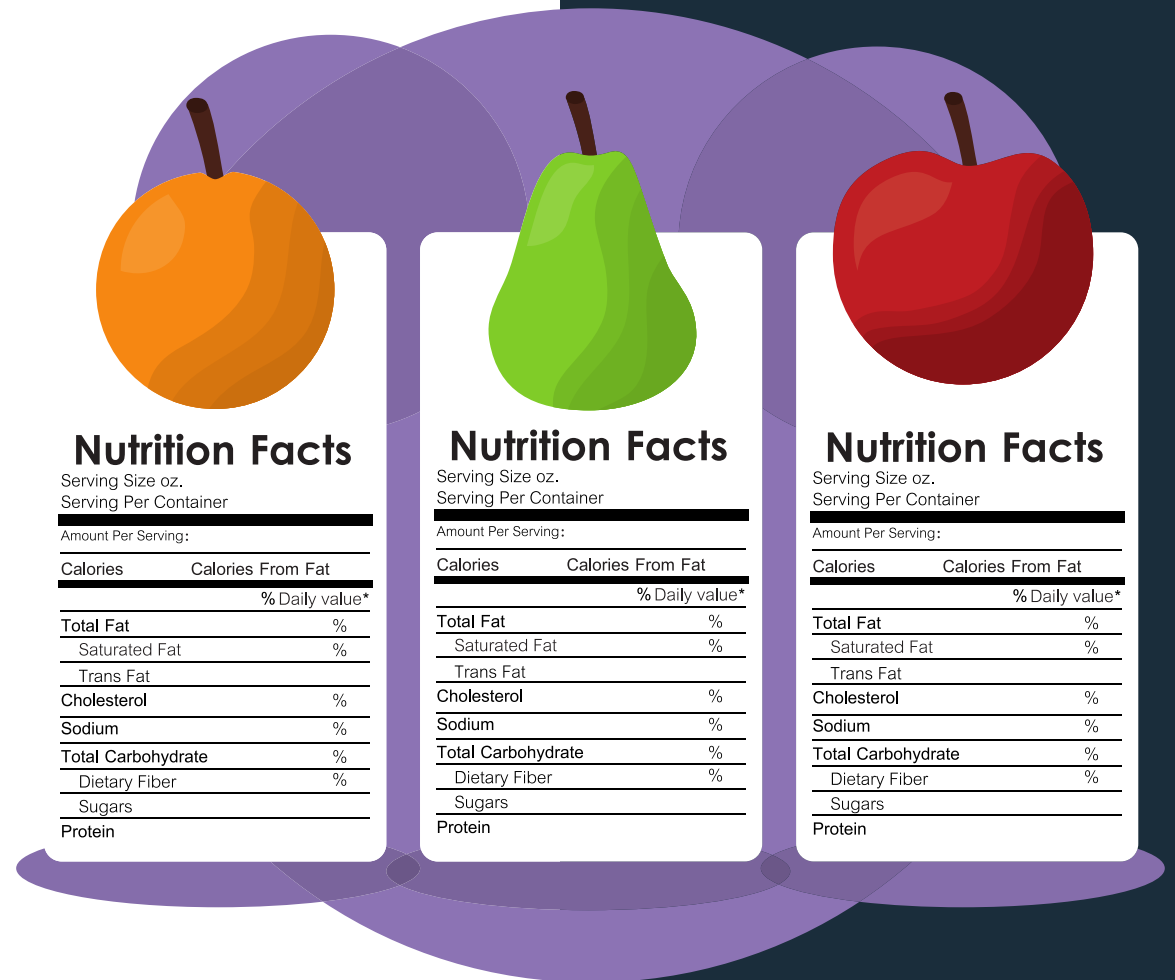 Nutrition Facts
Serving Size oz.
Serving Per Container
Amount Per Serving:
Calories Calories From Fat
% Daily value*
Total Fat %
Saturated Fat %
Trans Fat
Cholesterol %
Sodium %
Total Carbohydrate %
Dietary Fiber %
Sugars
Protein
Nutrition Facts
Serving Size oz.
Serving Per Container
Amount Per Serving:
Calories Calories From Fat
% Daily value*
Total Fat %
Saturated Fat %
Trans Fat
Cholesterol %
Sodium %
Total Carbohydrate %
Dietary Fiber %
Sugars
Protein
Nutrition Facts
Serving Size oz.
Serving Per Container
Amount Per Serving:
Calories Calories From Fat
% Daily value*
Total Fat %
Saturated Fat %
Trans Fat
Cholesterol %
Sodium %
Total Carbohydrate %
Dietary Fiber %
Sugars
Protein